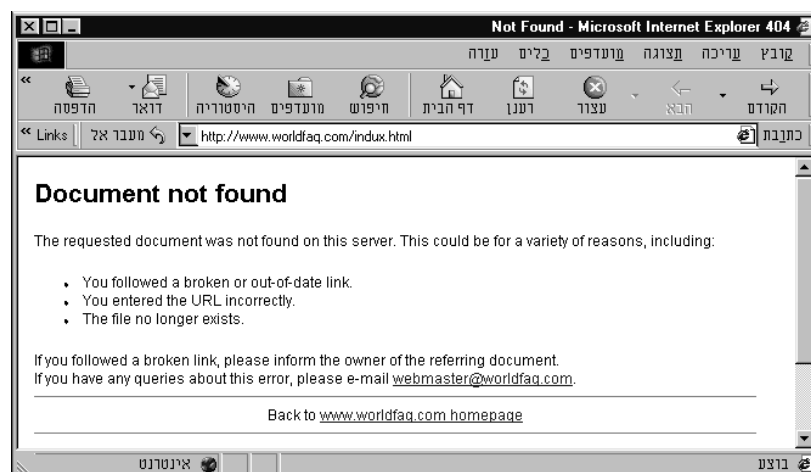 Not Found - Microsoft Internet Explorer 404
קובץ עריכה תצוגה מועדפים כלים עזרה
הקודם הבא עצור רענן דף הבית חיפוש מועדפים היסטוריה דואר הדפסה
כתובת http://www.worldfaq.com/indux.html מעבר אל Links
Document not found
The requested document was not found on this server. This could be for a variety of reasons, including:
You followed a broken or out-of-date link.
You entered the URL incorrectly.
The file no longer exists.
If you followed a broken link, please inform the owner of the referring document.
If you have any queries about this error, please e-mail webmaster@worldfaq.com.
Back to www.worldfaq.com homepage
בוצע אינטרנט